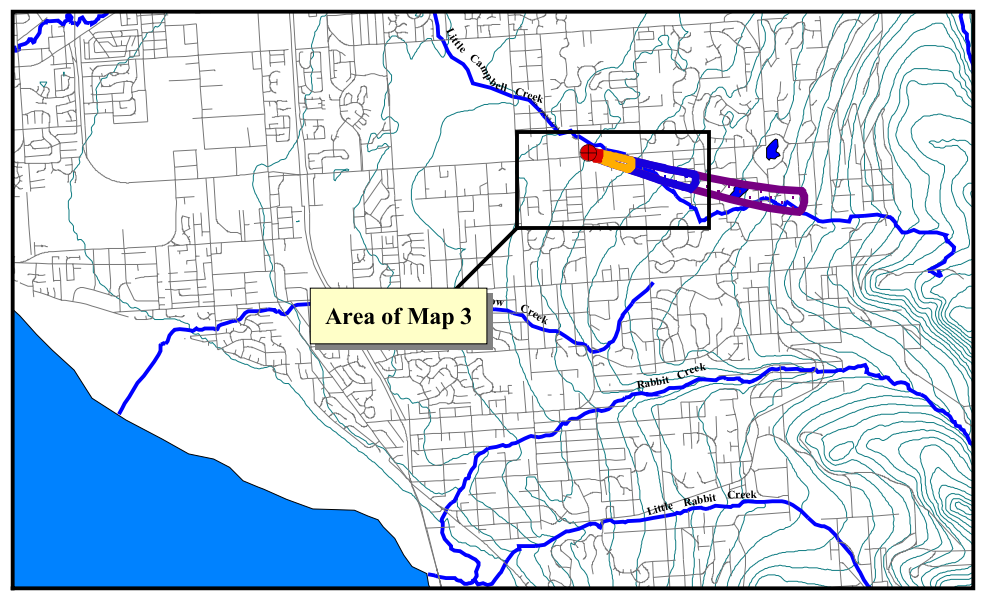 Little Campbell Creek
Area of Map 3
Creek
Rabbit Creek
Little Rabbit Creek